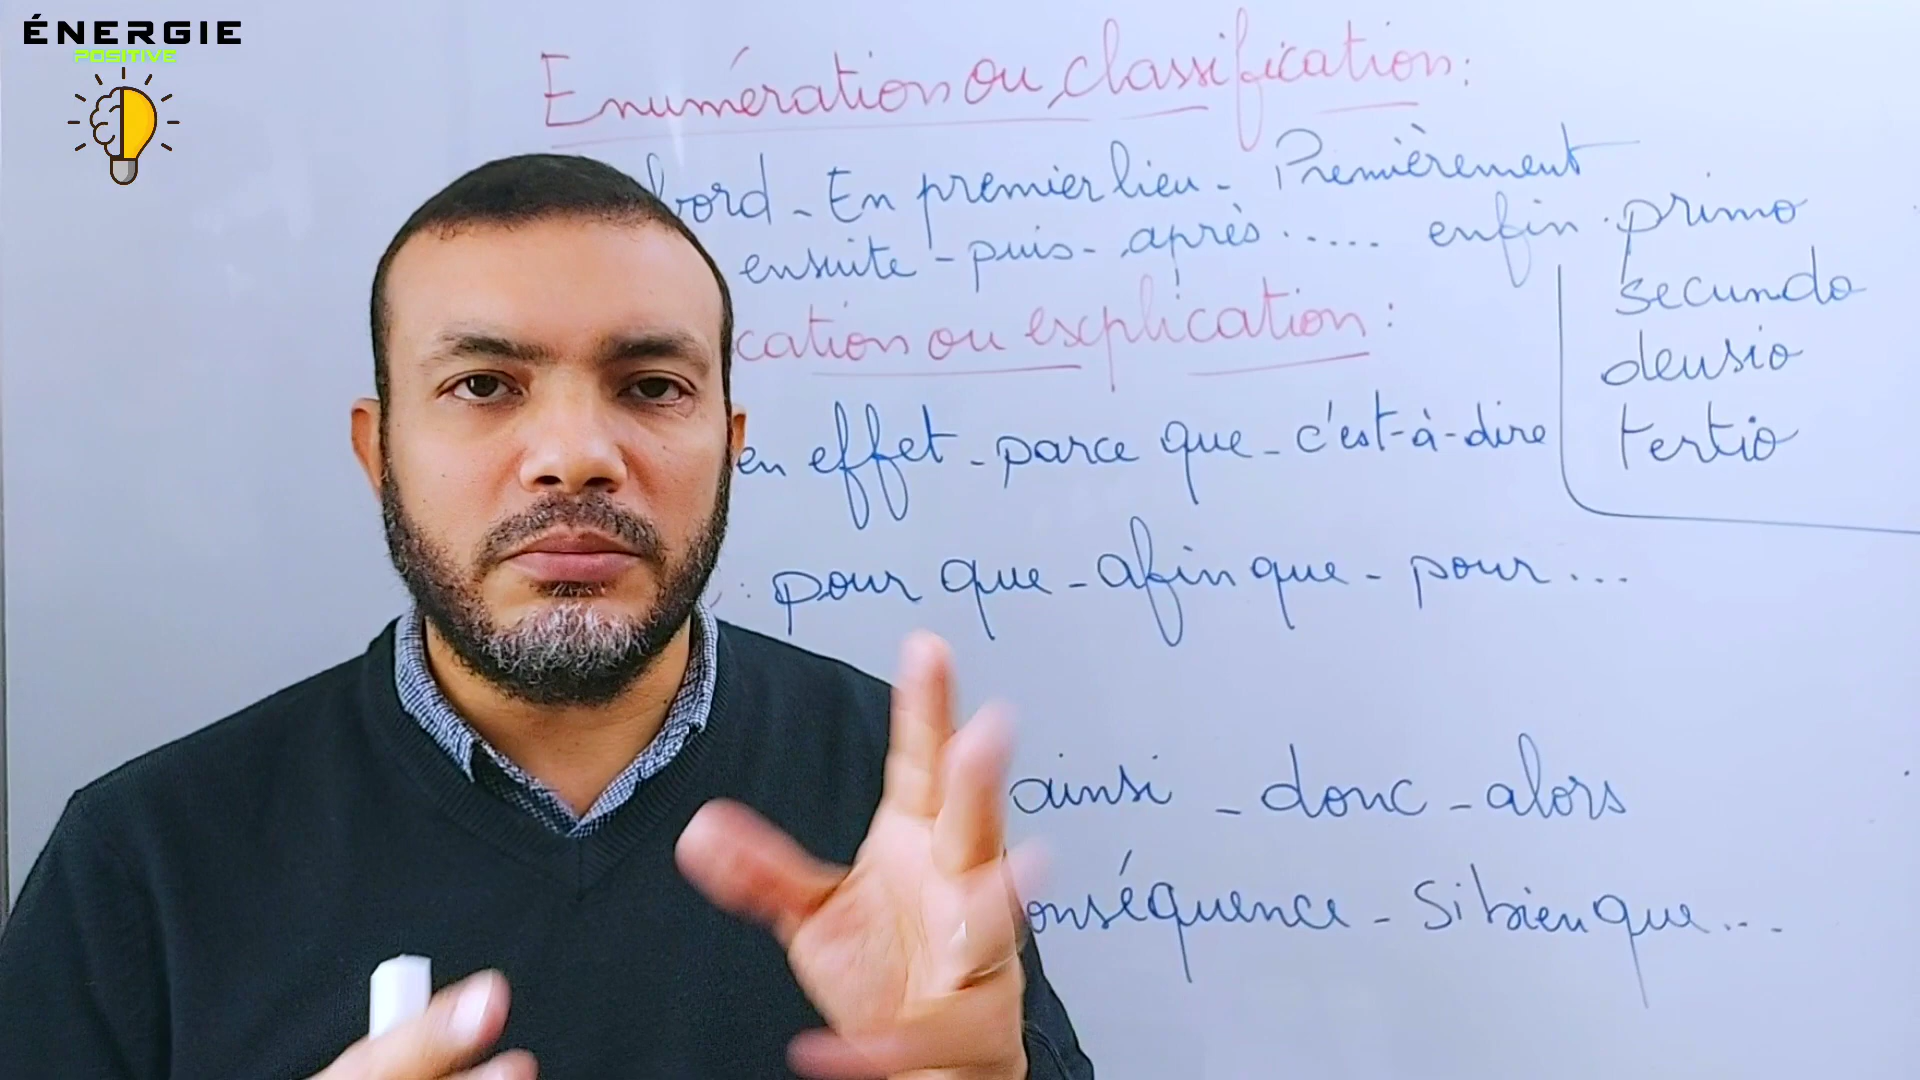 ÉNERGIE
POSITIVE
Enumération ou classification :
bord - En premier lieu - Premièrement
ensuite - puis - après ..... enfin .
primo
secundo
deusio
tertio
cation ou explication :
en effet - parce que - c'est-à-dire
: pour que - afin que - pour ...
ainsi - donc - alors
onséquence - Si bien que ...